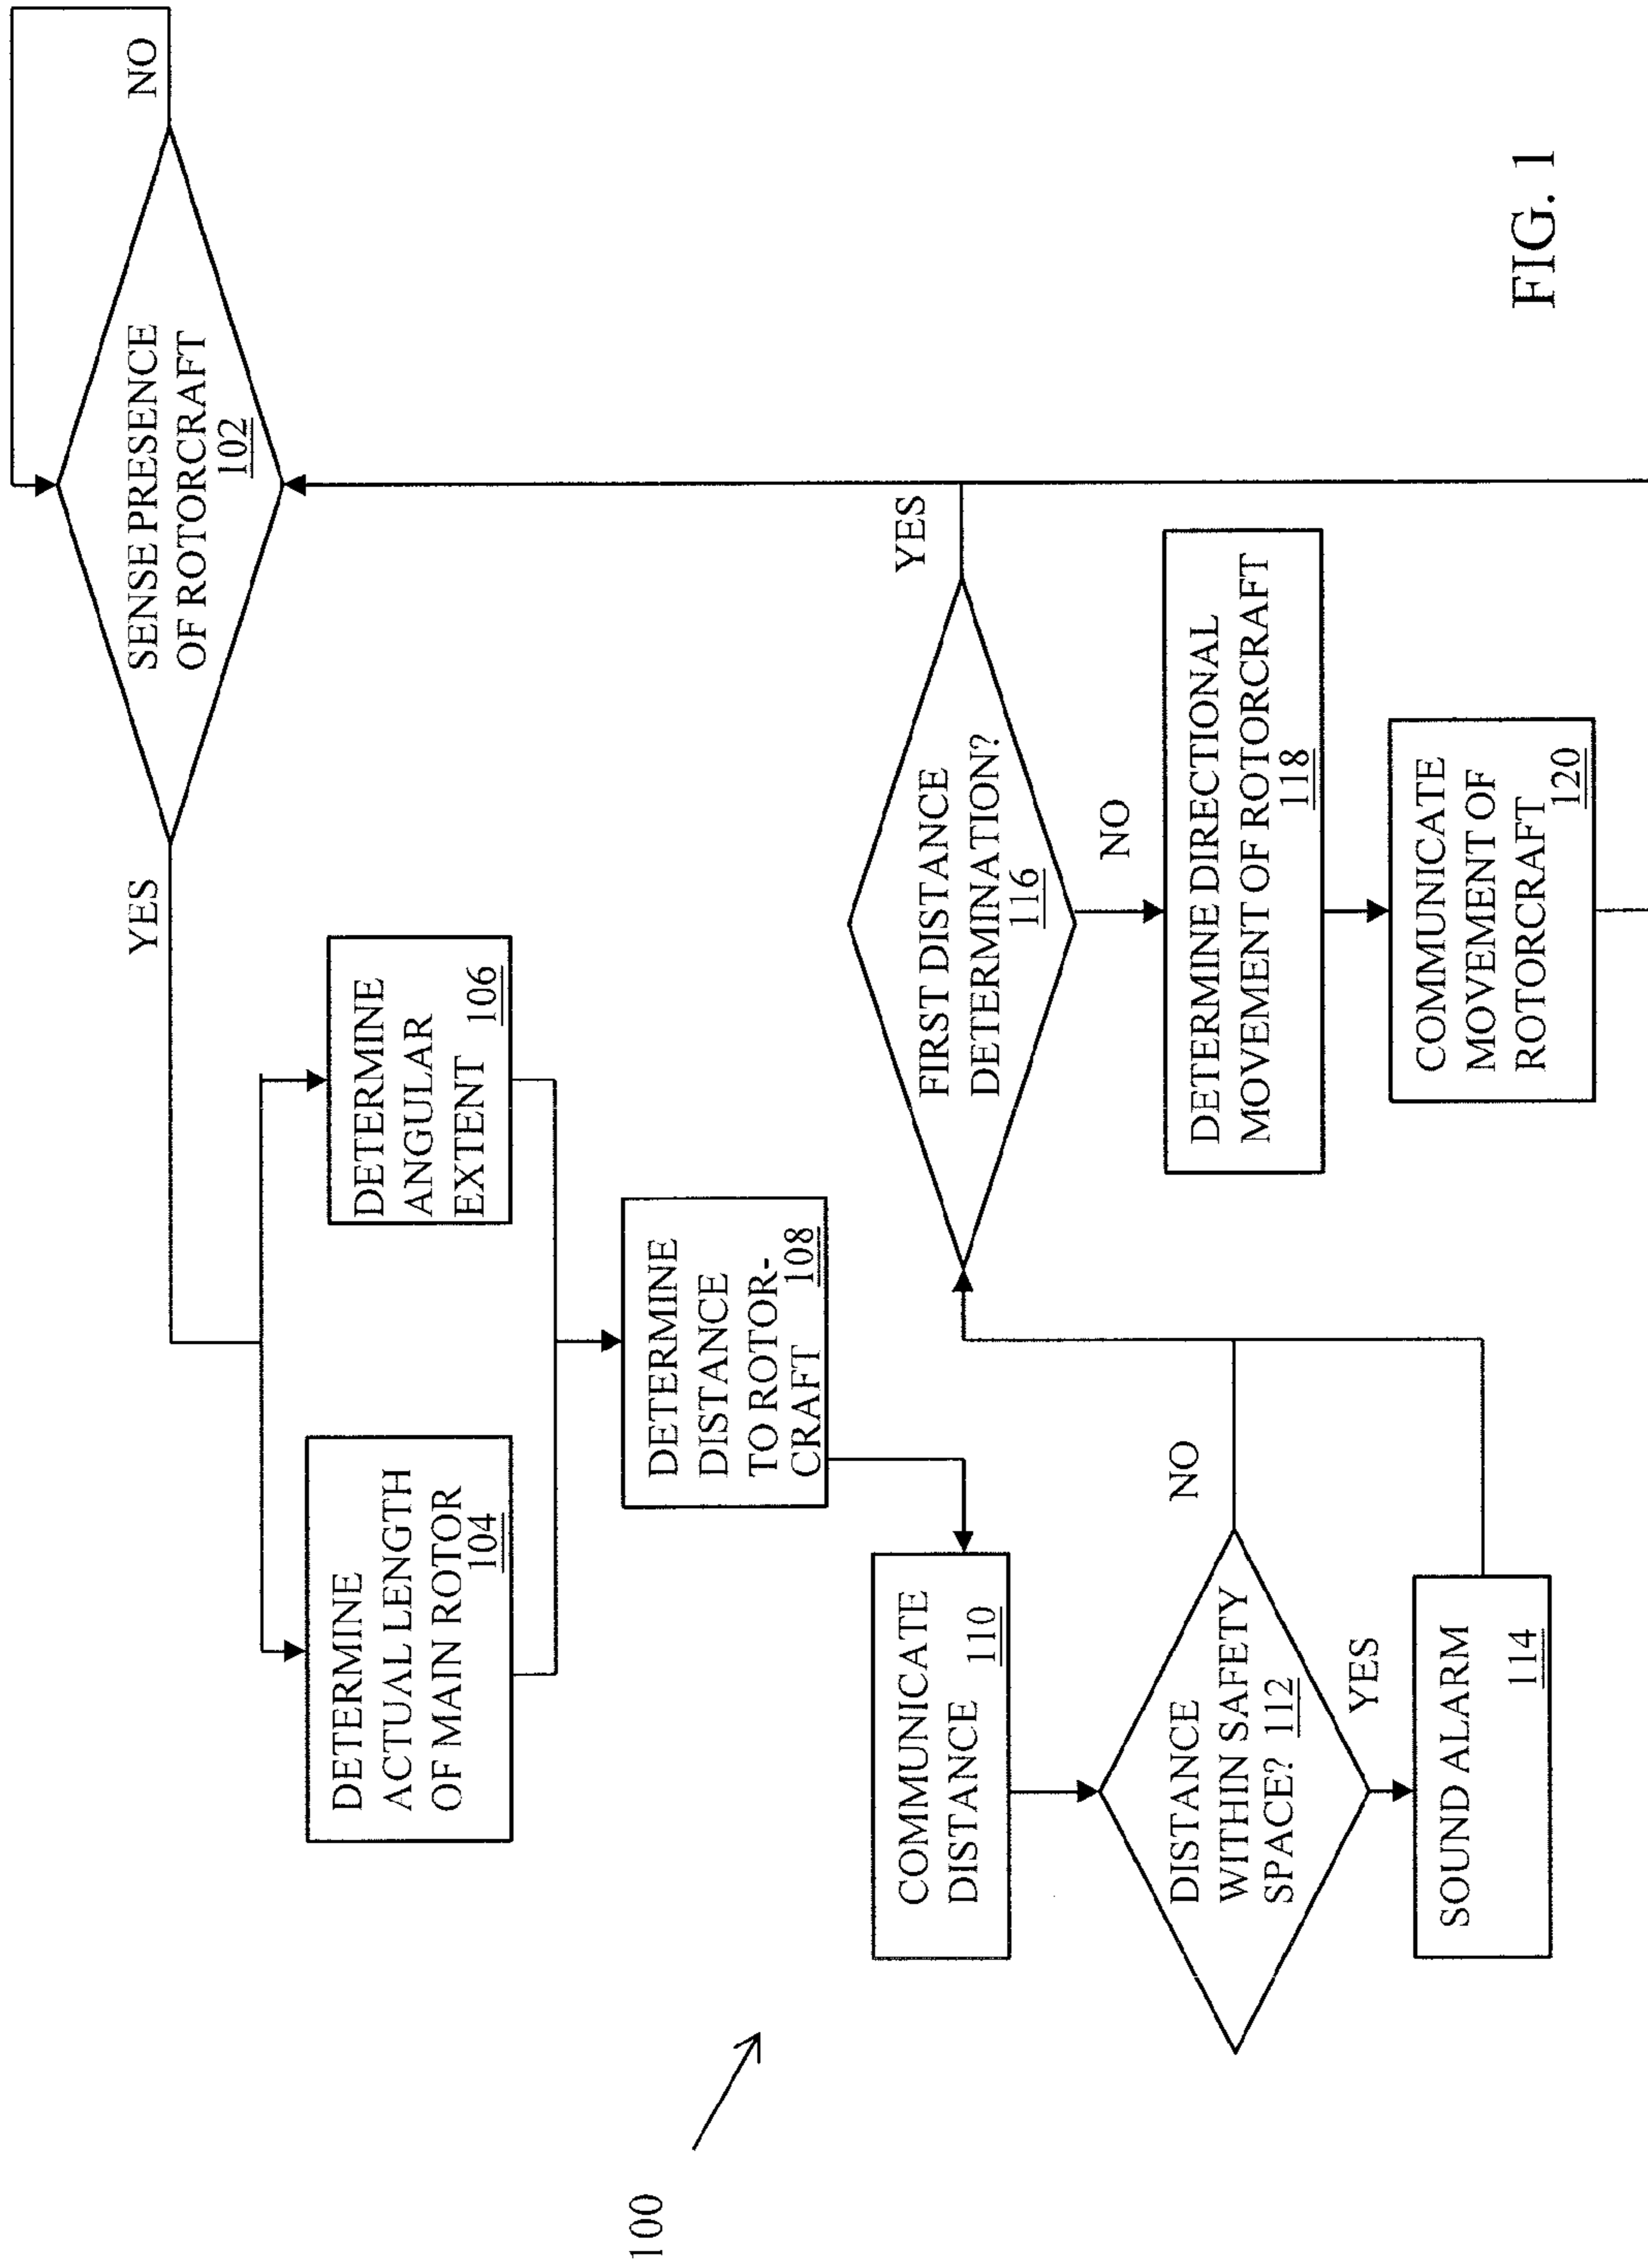 100
SENSE PRESENCE
OF ROTORCRAFT
102
NO
YES
DETERMINE
ACTUAL LENGTH
OF MAIN ROTOR
104
DETERMINE
ANGULAR
EXTENT 106
DETERMINE
DISTANCE
TO ROTOR-
CRAFT 108
COMMUNICATE
DISTANCE 110
DISTANCE
WITHIN SAFETY
SPACE? 112
NO
YES
SOUND ALARM
114
FIRST DISTANCE
DETERMINATION?
116
YES
NO
DETERMINE DIRECTIONAL
MOVEMENT OF ROTORCRAFT
118
COMMUNICATE
MOVEMENT OF
ROTORCRAFT 120
FIG. 1